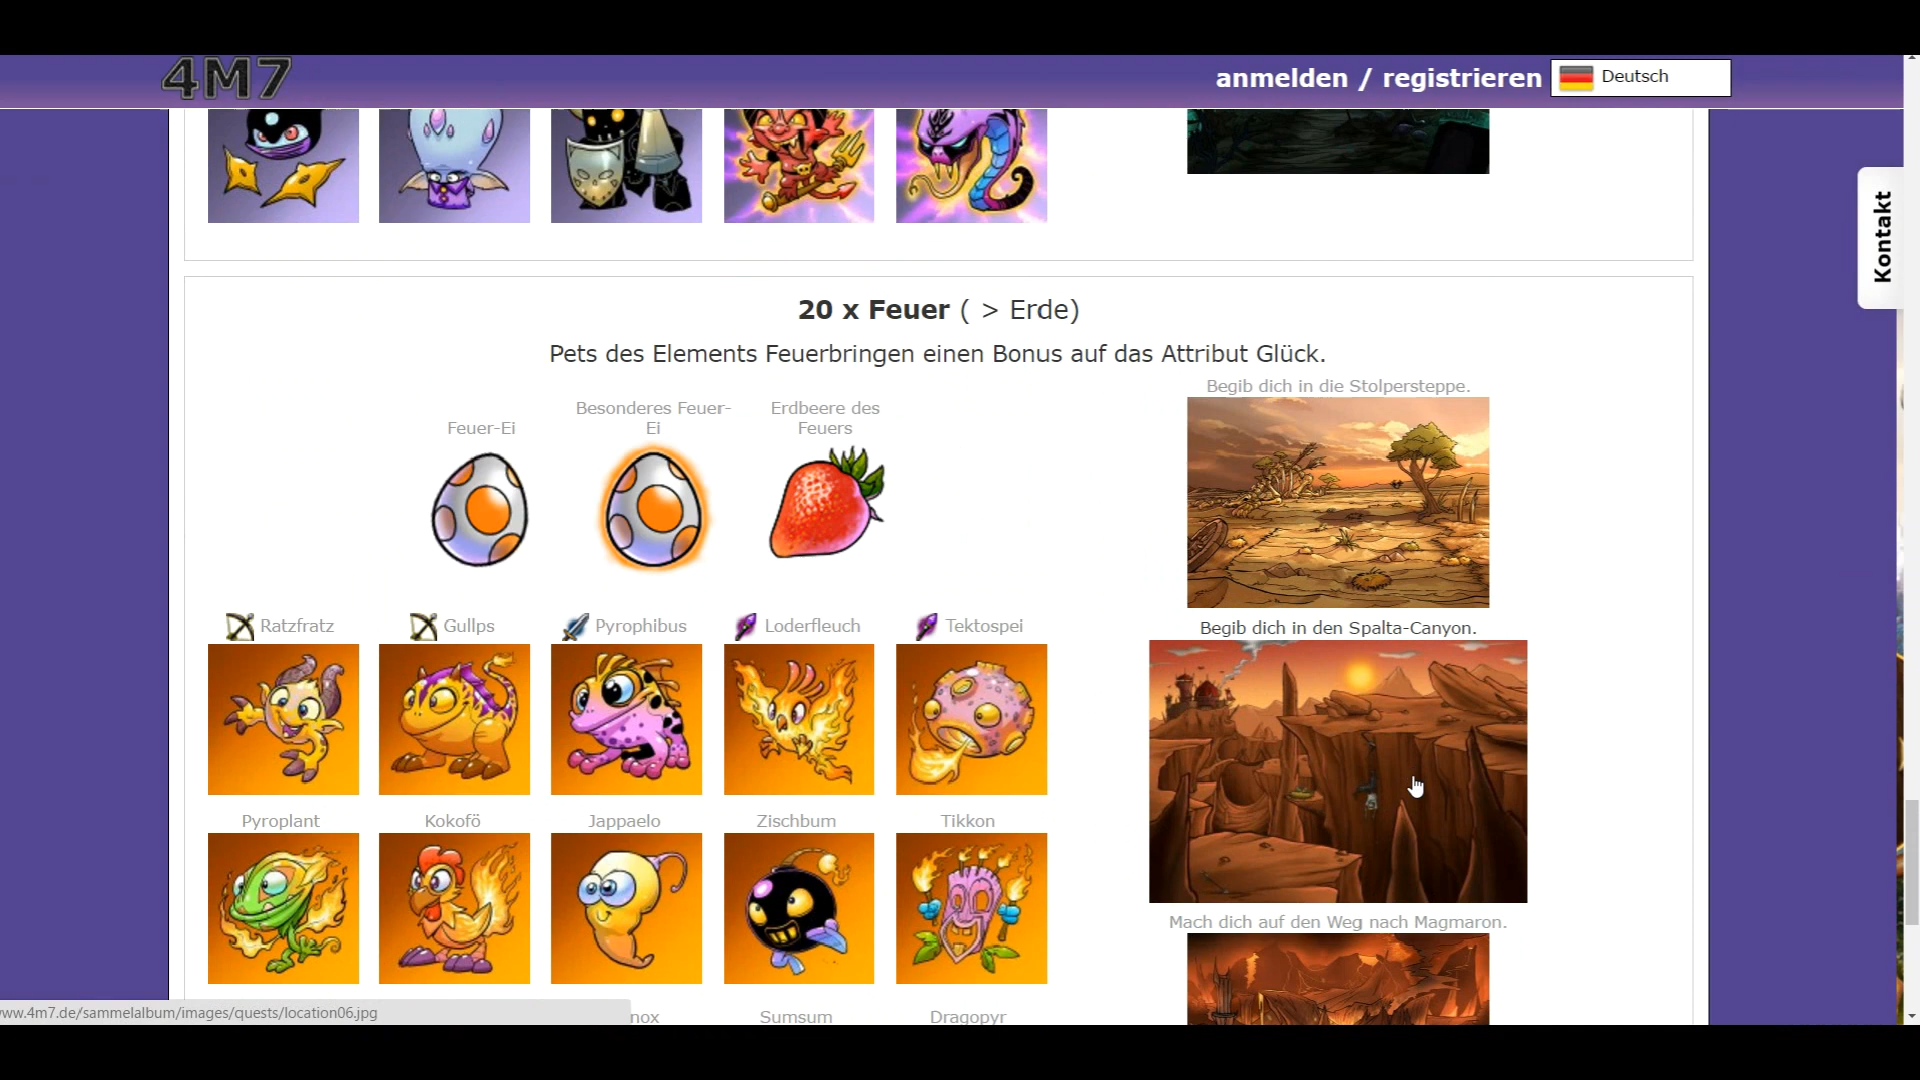 4M7
anmelden / registrieren
Deutsch
Kontakt
20 x Feuer ( > Erde)
Pets des Elements Feuerbringen einen Bonus auf das Attribut Glück.
Feuer-Ei
Besonderes Feuer-
Ei
Erdbeere des
Feuers
Begib dich in die Stolpersteppe.
Ratzfratz
Gullps
Pyrophibus
Loderfleuch
Tektospei
Begib dich in den Spalta-Canyon.
Pyroplant
Kokofö
Jappaelo
Zischbum
Tikkon
Mach dich auf den Weg nach Magmaron.
nox
Sumsum
Dragopyr
ww.4m7.de/sammelalbum/images/quests/location06.jpg